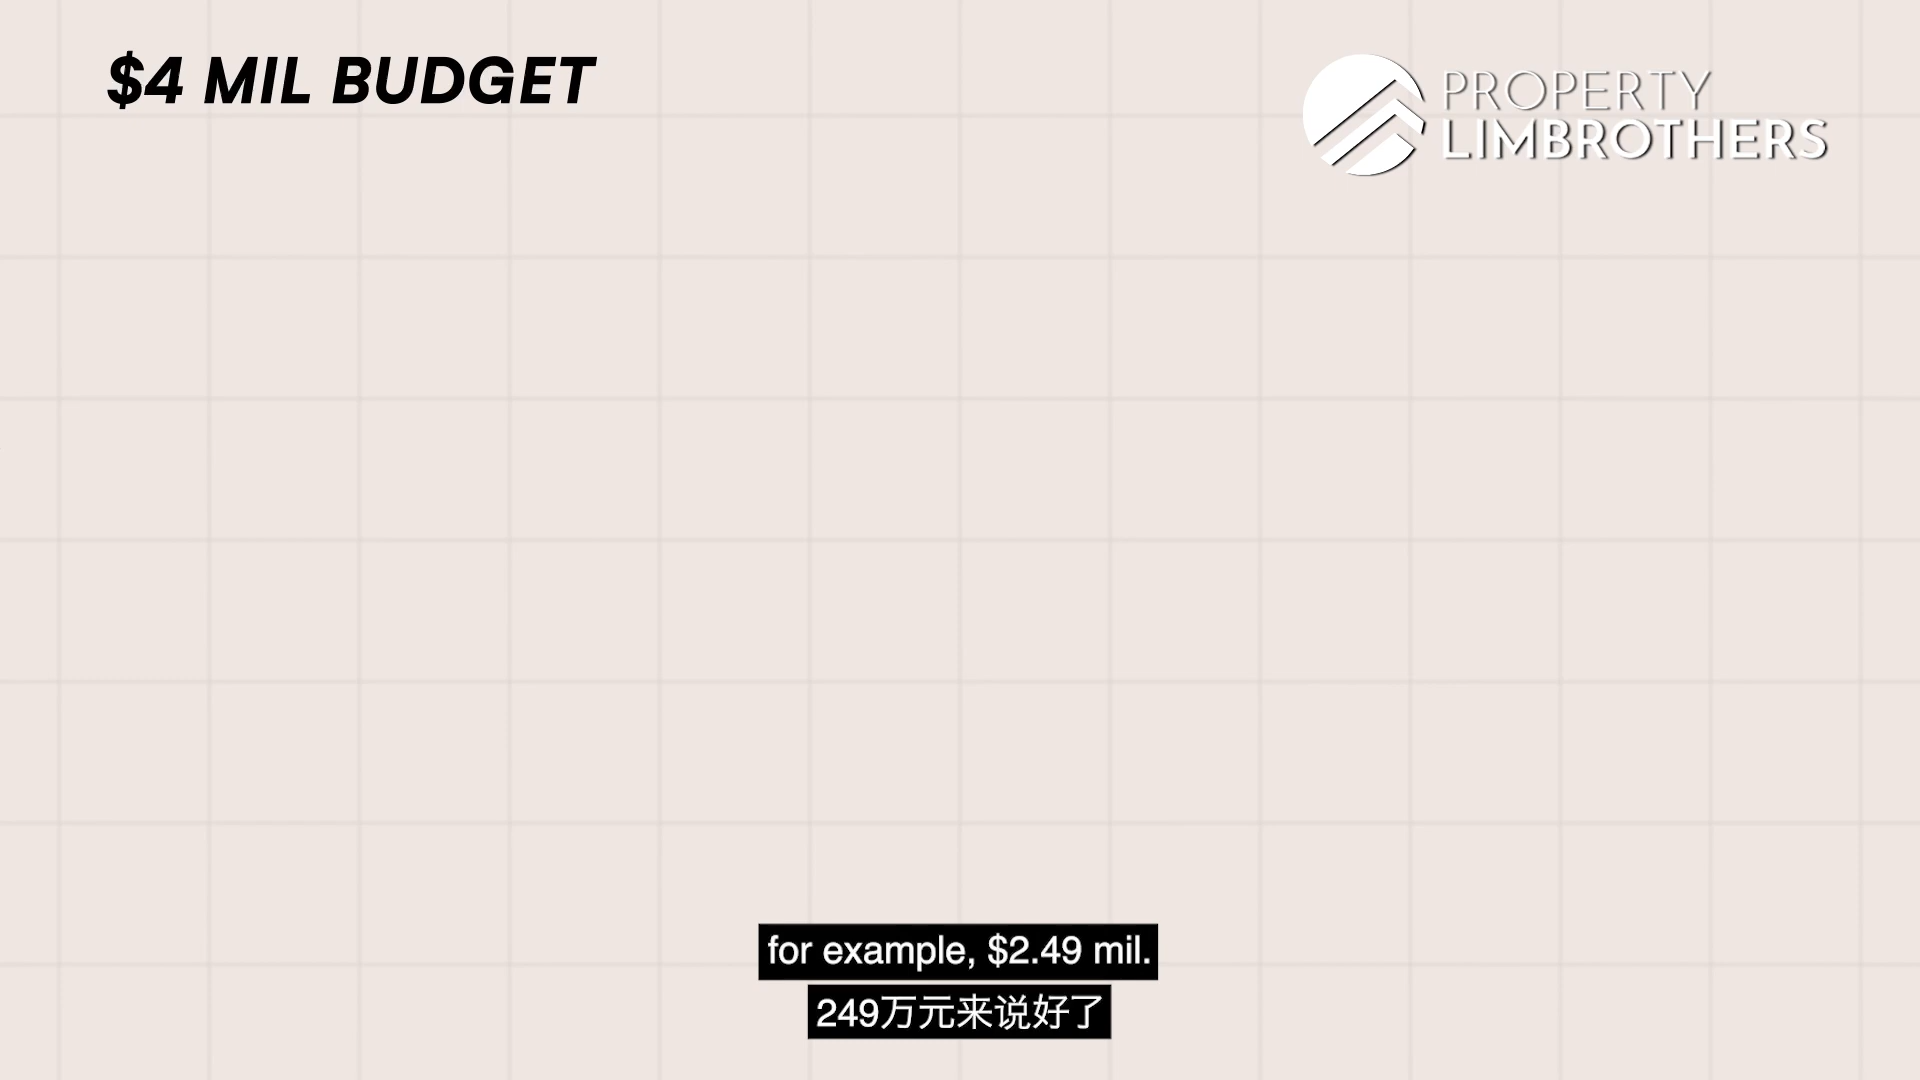 $4 MIL BUDGET
PROPERTY
LIMBROTHERS
for example, $2.49 mil.
249万元来说好了